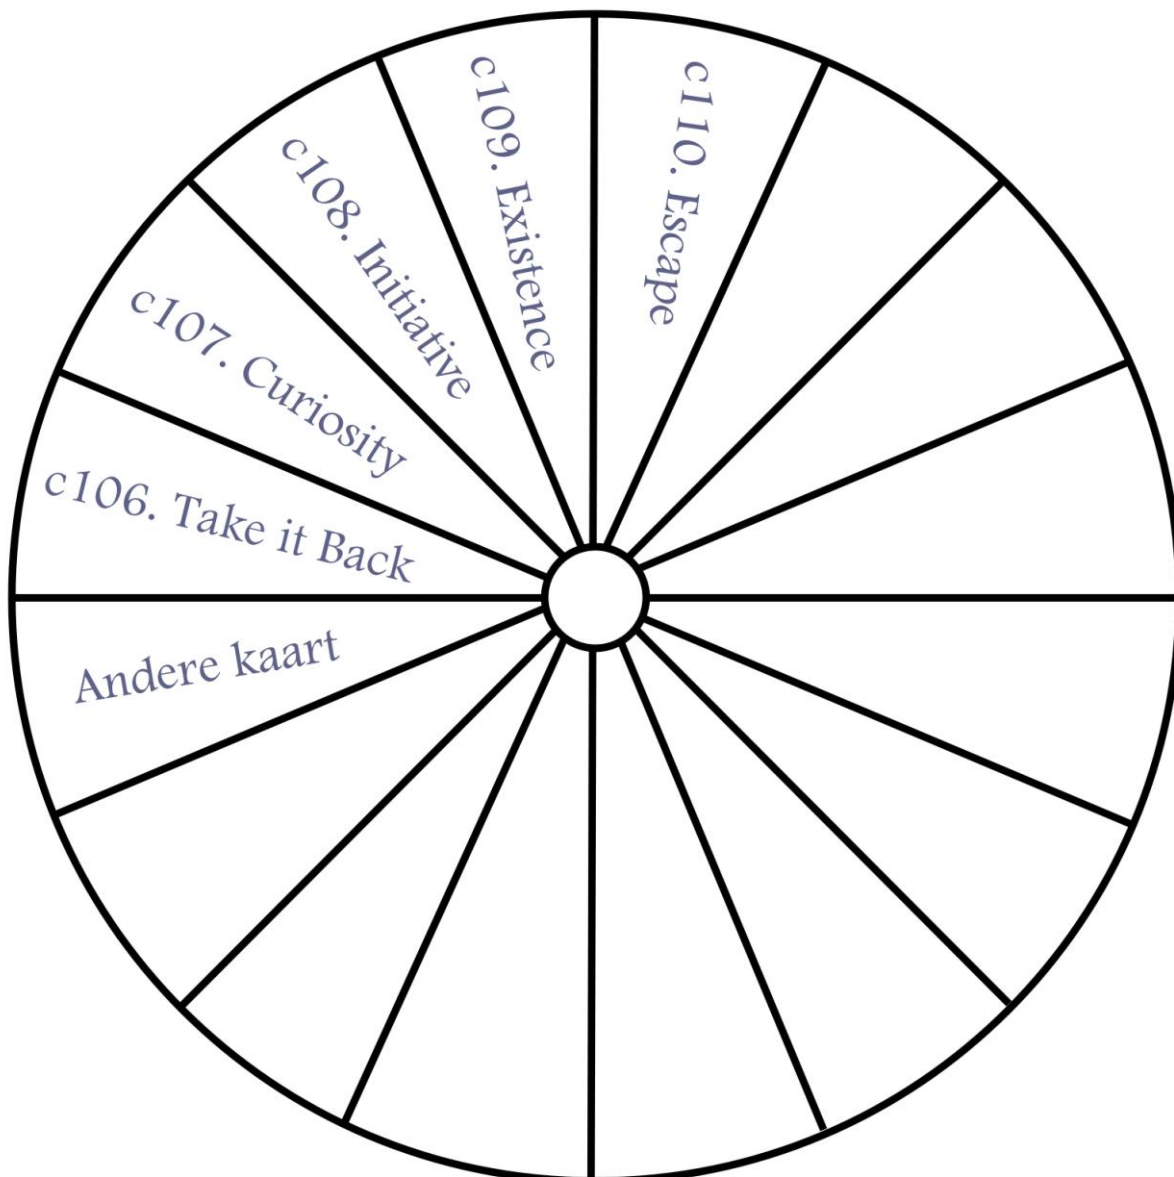 c106. Take it Back
c107. Curiosity
c108. Initiative
c109. Existence
c110. Escape
Andere kaart